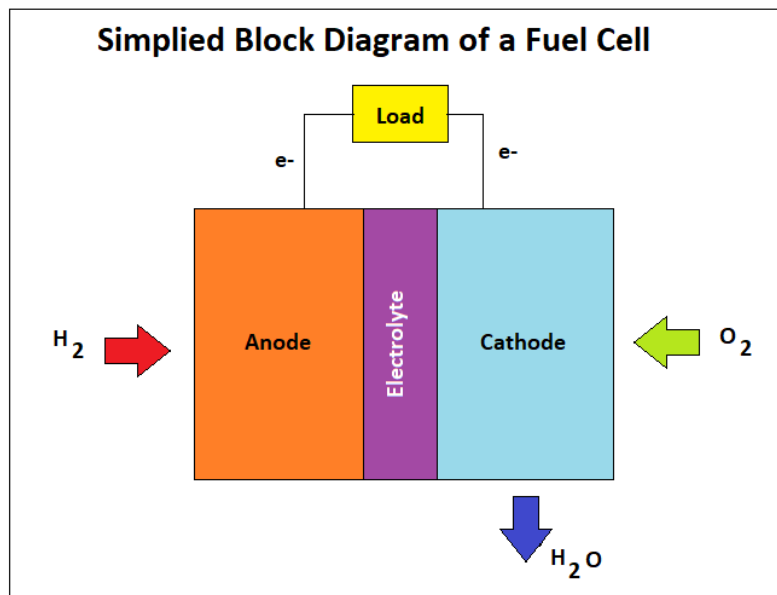 Simplied Block Diagram of a Fuel Cell
Load
e-
e-
H2
Anode
Electrolyte
Cathode
O2
H2O